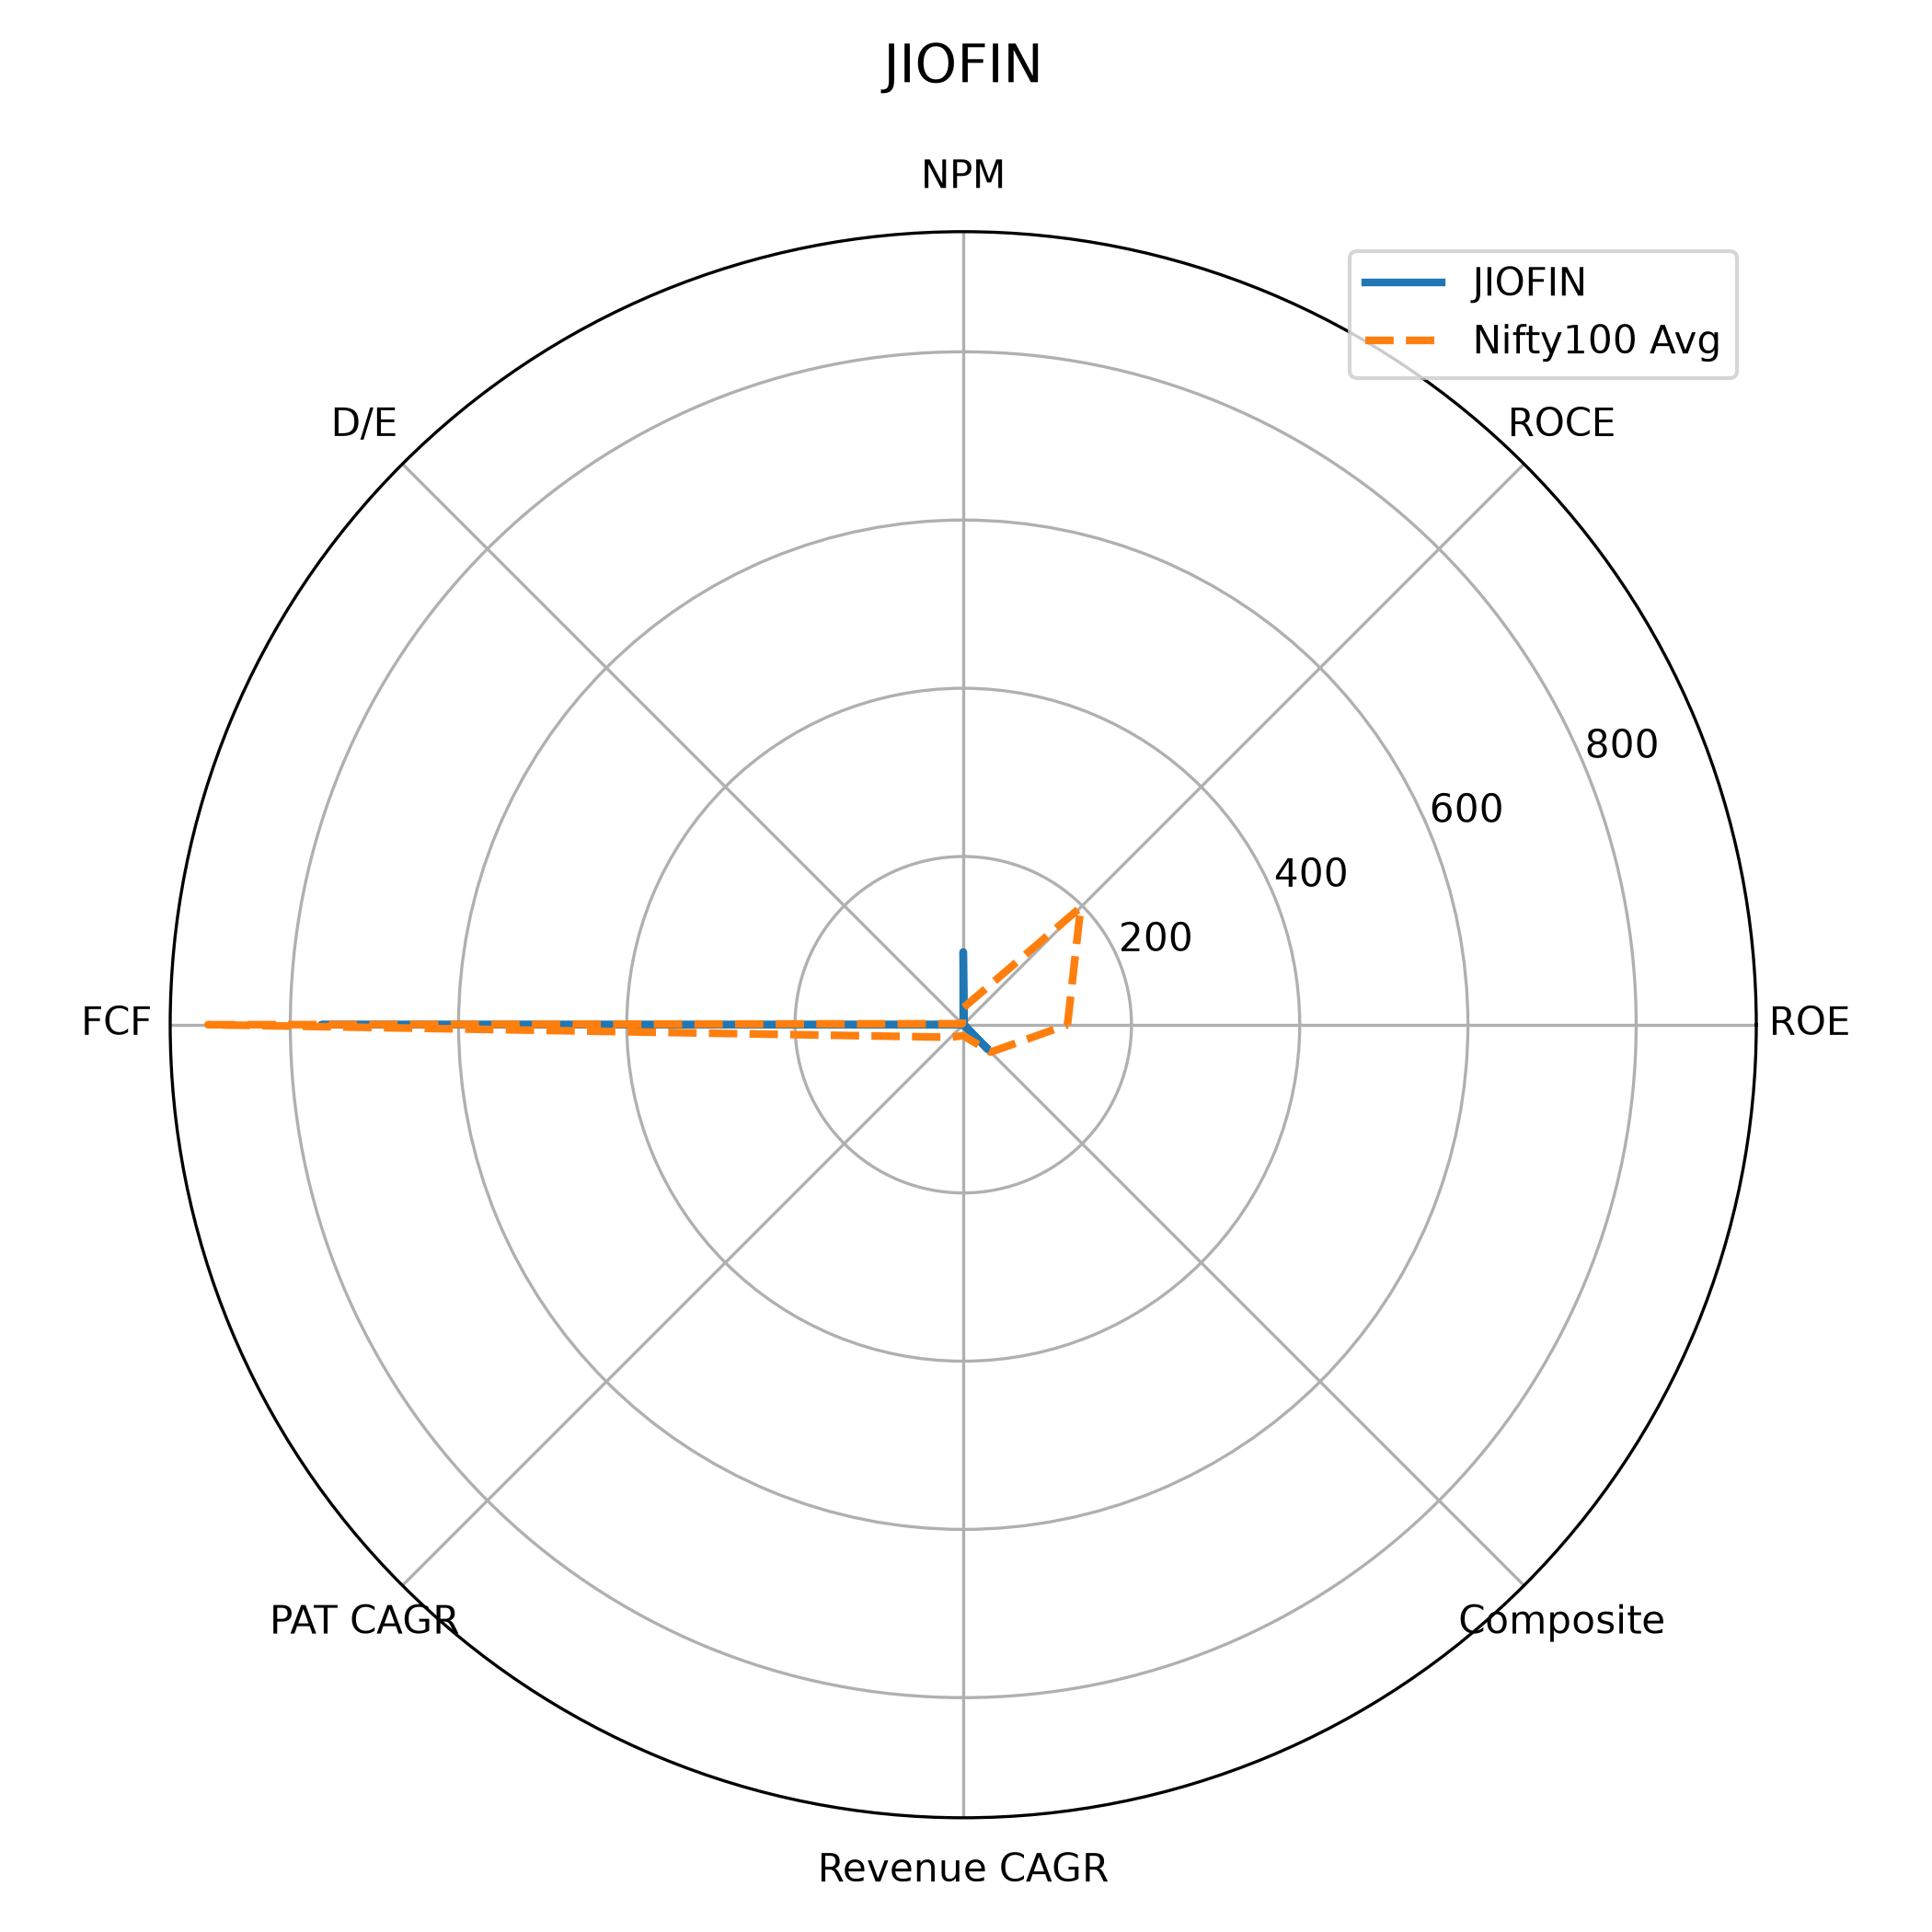 JIOFIN
NPM
JIOFIN
Nifty100 Avg
D/E
ROCE
800
600
400
200
FCF
ROE
PAT CAGR
Composite
Revenue CAGR